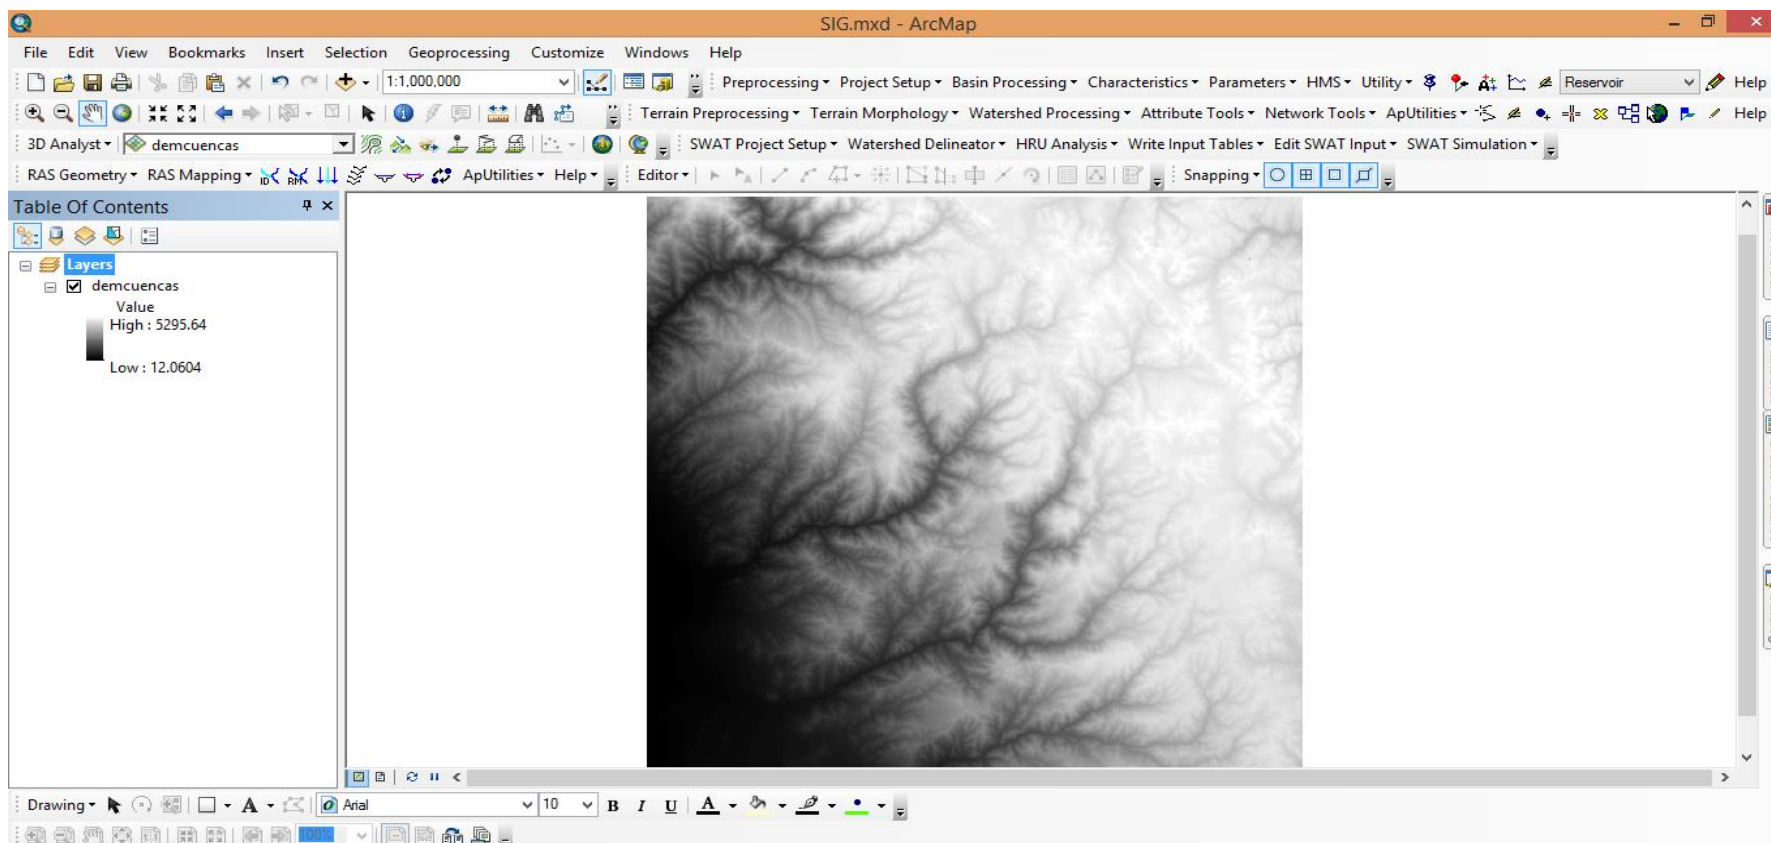 SIG.mxd - ArcMap
File Edit View Bookmarks Insert Selection Geoprocessing Customize Windows Help
1:1,000,000 Preprocessing Project Setup Basin Processing Characteristics Parameters HMS Utility Reservoir Help
Terrain Preprocessing Terrain Morphology Watershed Processing Attribute Tools Network Tools ApUtilities Help
3D Analyst demcuencas SWAT Project Setup Watershed Delineator HRU Analysis Write Input Tables Edit SWAT Input SWAT Simulation
RAS Geometry RAS Mapping ApUtilities Help Editor Snapping
Table Of Contents
Layers
demcuencas
Value
High : 5295.64
Low : 12.0604
Drawing A Arial 10 B I U A
100%